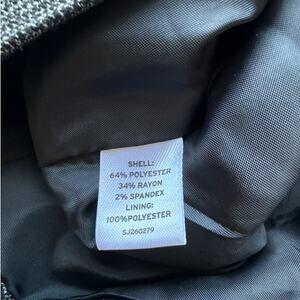 SHELL:
64% POLYESTER
34% RAYON
2% SPANDEX
LINING:
100%POLYESTER
SJ260279